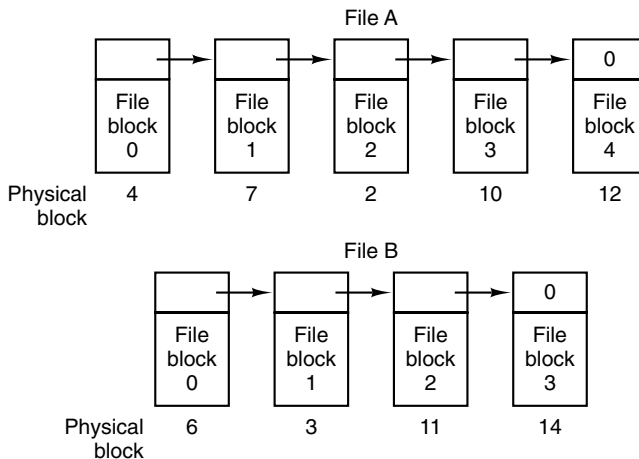 File A
0
File block 0
File block 1
File block 2
File block 3
File block 4
Physical block
4 7 2 10 12
File B
0
File block 0
File block 1
File block 2
File block 3
Physical block
6 3 11 14